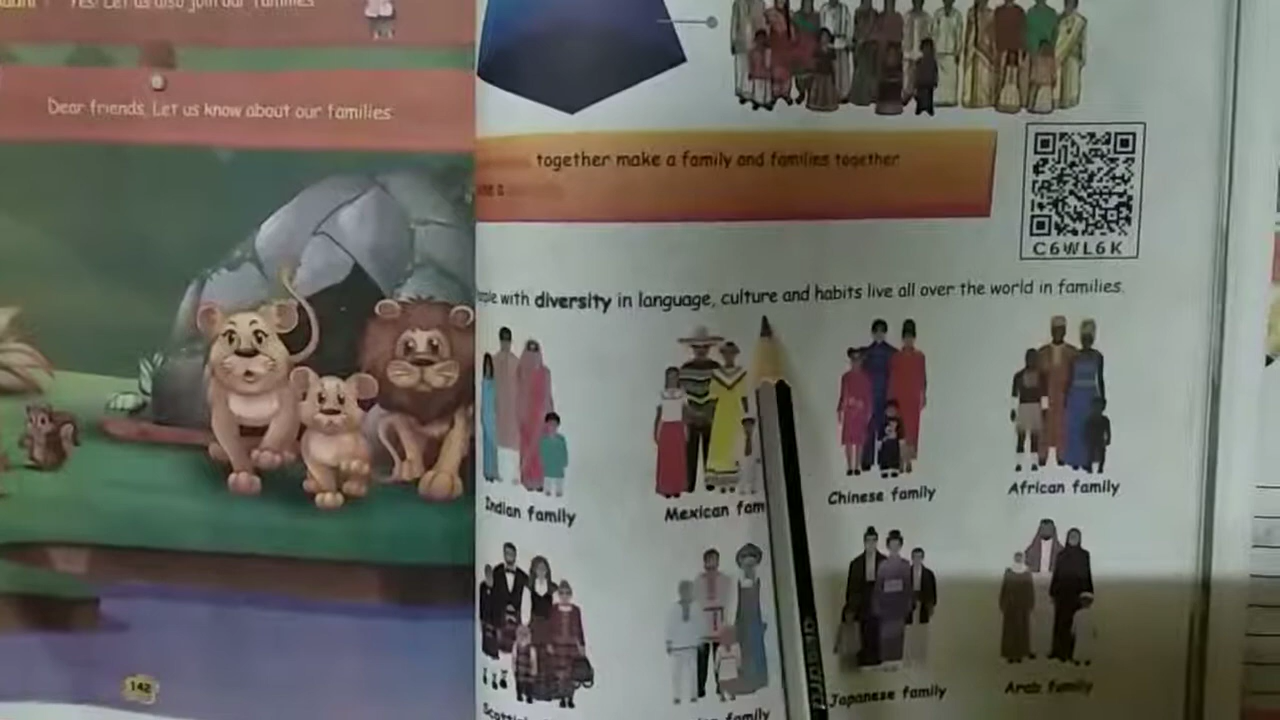 Yes! Let us also join our families
Dear friends, Let us know about our families
142
together make a family and families together
C6WL6K
with diversity in language, culture and habits live all over the world in families.
Indian family
Mexican fam
Chinese family
African family
Japanese family
Arab family
family